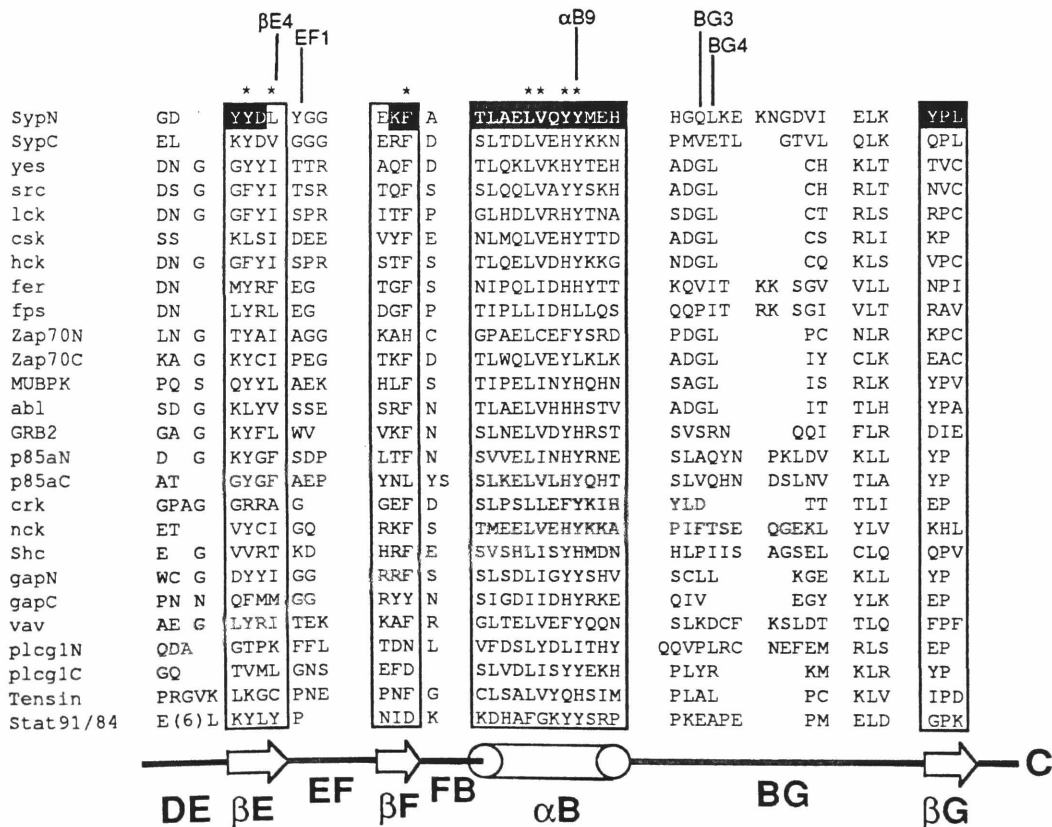 αB9
BG3
βE4
BG4
EF1
* * * ** **
SypN GD YYDL YGG EKF A TLAELVQYYMEH HGQLKE KNGDVI ELK YPL
SypC EL KYDV GGG ERF D SLTDLVEHYKKN PMVETL GTVL QLK QPL
yes DN G GYYI TTR AQF D TLQKLVKHYTEH ADGL CH KLT TVC
src DS G GFYI TSR TQF S SLQQLVAYYSKH ADGL CH RLT NVC
lck DN G GFYI SPR ITF P GLHDLVRHYTNA SDGL CT RLS RPC
csk SS KLSI DEE VYF E NLMQLVEHYTTD ADGL CS RLI KP
hck DN G GFYI SPR STF S TLQELVDHYKKG NDGL CQ KLS VPC
fer DN MYRF EG TGF S NIPQLIDHHYTT KQVIT KK SGV VLL NPI
fps DN LYRL EG DGF P TIPLLIDHLLQS QQPIT RK SGI VLT RAV
Zap70N LN G TYAI AGG KAH C GPAELCEFYSRD PDGL PC NLR KPC
Zap70C KA G KYCI PEG TKF D TLWQLVEYLKLK ADGL IY CLK EAC
MUBPK PQ S QYYL AEK HLF S TIPELINYHQHN SAGL IS RLK YPV
abl SD G KLYV SSE SRF N TLAELVHHHSTV ADGL IT TLH YPA
GRB2 GA G KYFL WV VKF N SLNELVDYHRST SVSRN QQI FLR DIE
p85aN D G KYGF SDP LTF N SVVELINHYRNE SLAQYN PKLDV KLL YP
p85aC AT GYGF AEP YNL YS SLKELVLHYQHT SLVQHN DSLNV TLA YP
crk GPAG GRRA G GEF D SLPSLLEFYKIH YLD TT TLI EP
nck ET VYCI GQ RKF S TMEELVEHYKKA PIFTSE QGEKL YLV KHL
Shc E G VVRT KD HRF E SVSHLISYHMDN HLPIIS AGSEL CLQ QPV
gapN WC G DYYI GG RRF S SLSDLIGYYSHV SCLL KGE KLL YP
gapC PN N QFMM GG RYY N SIGDIIDHYRKE QIV EGY YLK EP
vav AE G LYRI TEK KAF R GLTELVEFYQQN SLKDCF KSLDT TLQ FPF
plcg1N QDA GTPK FFL TDN L VFDSLYDLITHY QQVPLRC NEFEM RLS EP
plcg1C GQ TVML GNS EFD SLVDLISYYEKH PLYR KM KLR YP
Tensin PRGVK LKGC PNE PNF G CLSALVYQHSIM PLAL PC KLV IPD
Stat91/84 E(6)L KYLY P NID K KDHAFGKYYSRP PKEAPE PM ELD GPK
DE βE EF βF FB αB BG βG C